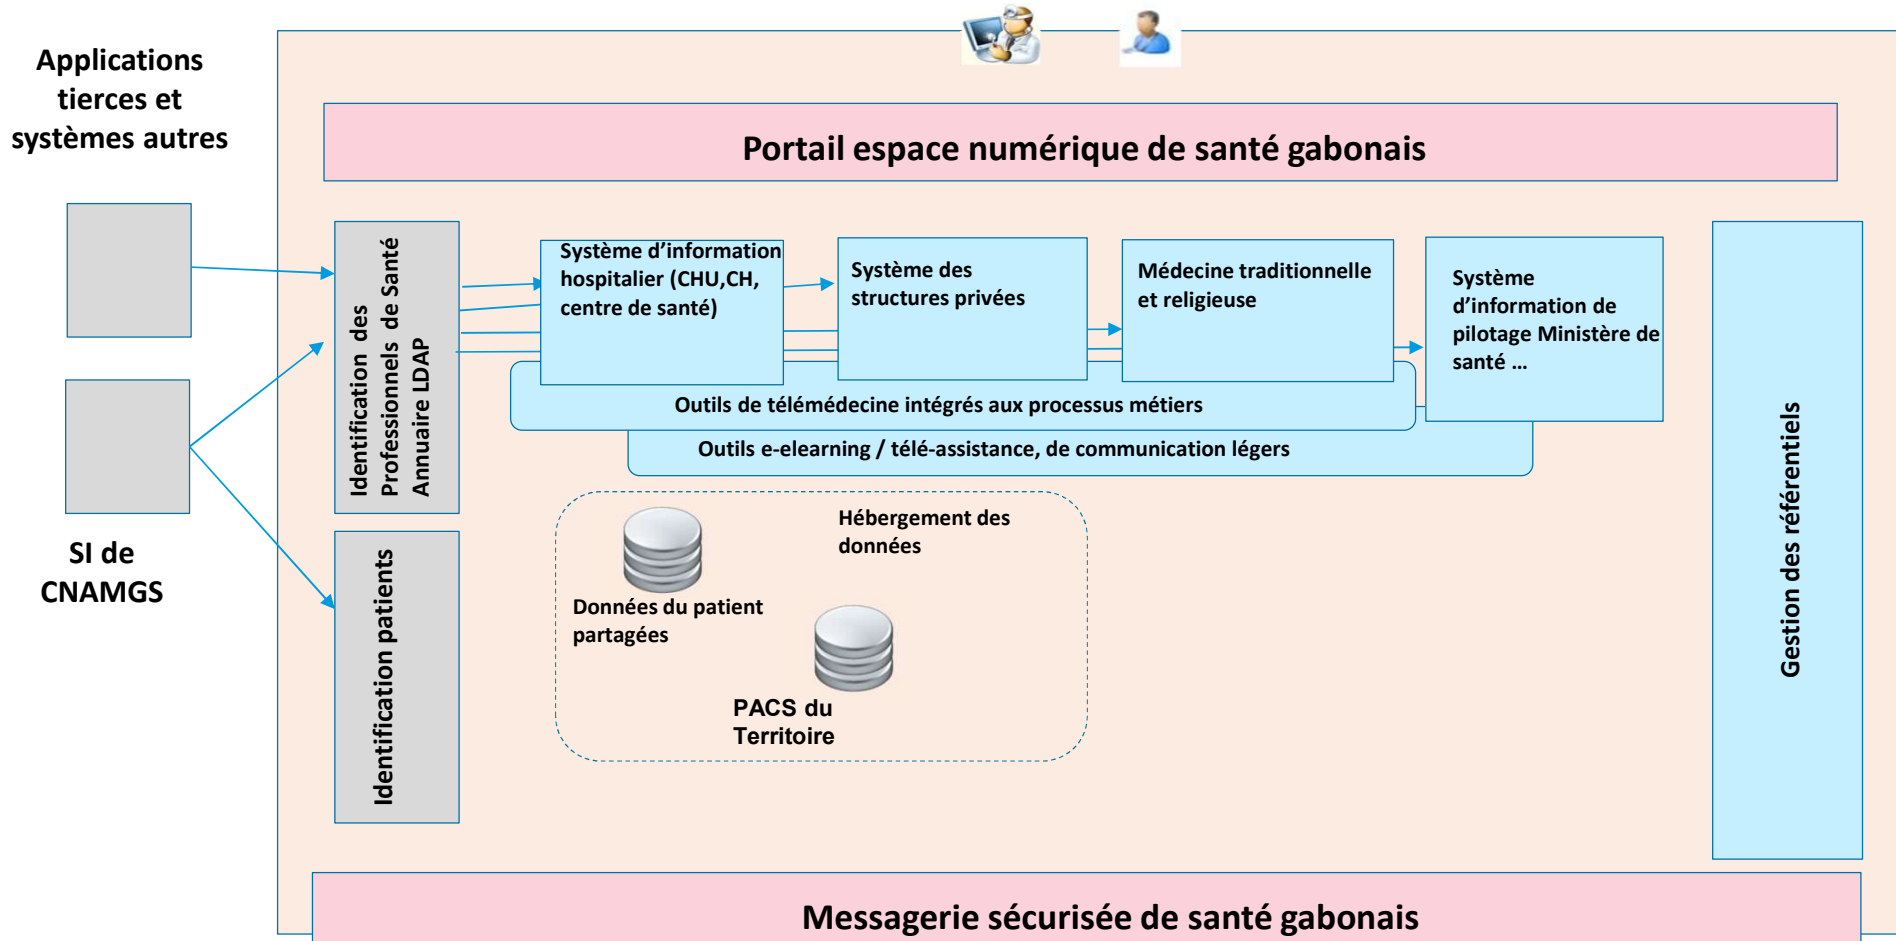 Applications
tierces et
systèmes autres
Portail espace numérique de santé gabonais
Identification des
Professionnels de Santé
Annuaire LDAP
Système d’information
hospitalier (CHU,CH,
centre de santé)
Système des
structures privées
Médecine traditionnelle
et religieuse
Système
d’information de
pilotage Ministère de
santé ...
Outils de télémédecine intégrés aux processus métiers
Outils e-elearning / télé-assistance, de communication légers
Gestion des référentiels
SI de
CNAMGS
Identification patients
Hébergement des
données
Données du patient
partagées
PACS du
Territoire
Messagerie sécurisée de santé gabonais